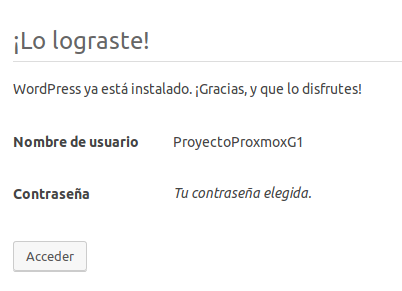 ¡Lo lograste!
WordPress ya está instalado. ¡Gracias, y que lo disfrutes!
Nombre de usuario ProyectoProxmoxG1
Contraseña Tu contraseña elegida.
Acceder